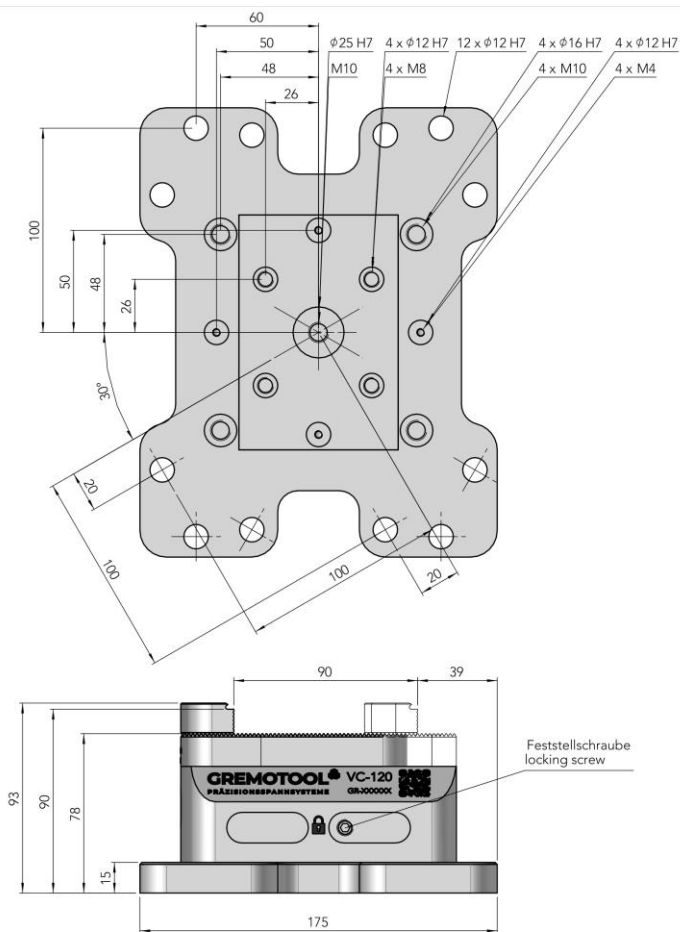 60
50
48
26
ϕ25 H7
M10
4 x ϕ12 H7
4 x M8
12 x ϕ12 H7
4 x ϕ16 H7
4 x M10
4 x ϕ12 H7
4 x M4
100
50
48
26
30°
20
100
100
20
90
39
93
90
78
15
GREMOTOOL
PRÄZISIONSSPANNSYSTEME
VC-120
GR-XXXXXX
Feststellschraube
locking screw
175